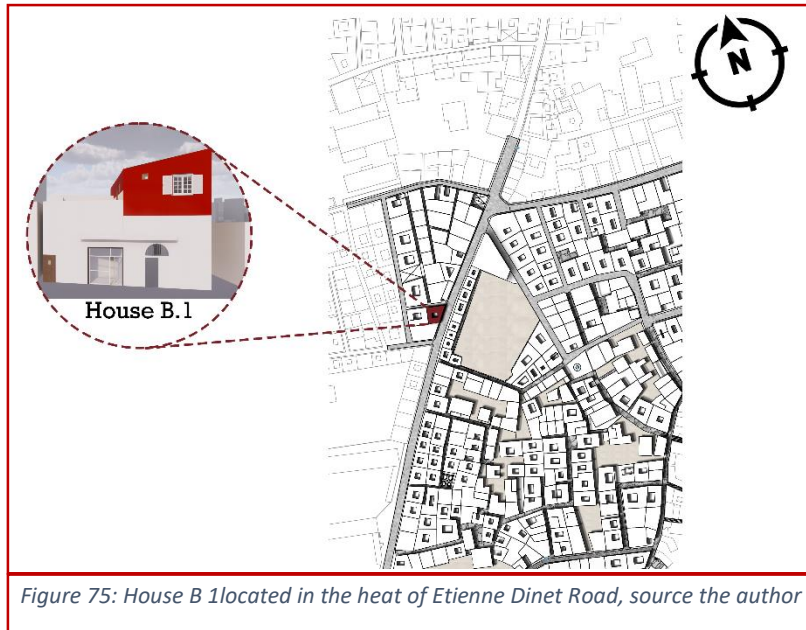 N
House B.1
Figure 75: House B 1located in the heat of Etienne Dinet Road, source the author